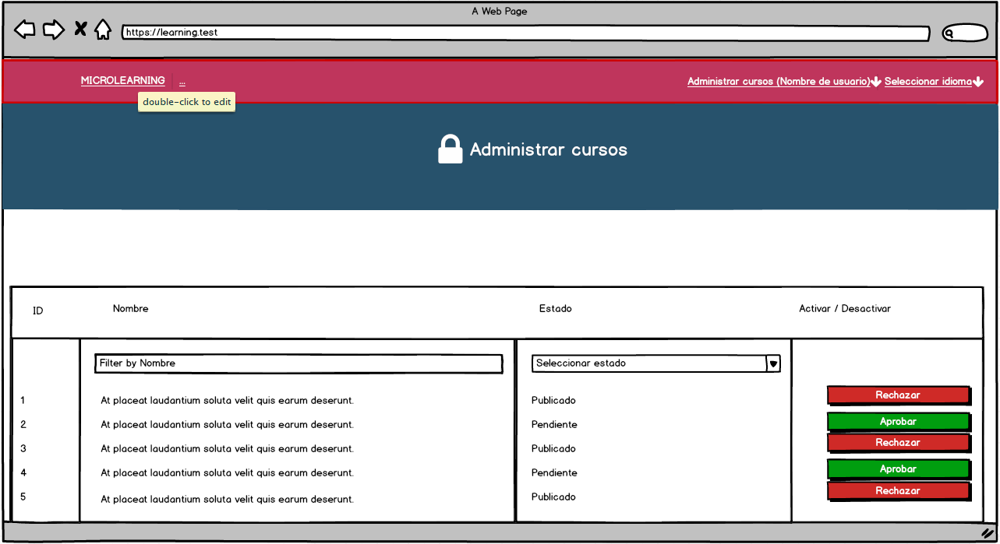 A Web Page
https://learning.test
MICROLEARNING ... Administrar cursos (Nombre de usuario) Seleccionar idioma
double-click to edit
Administrar cursos
ID Nombre Estado Activar / Desactivar
Filter by Nombre Seleccionar estado
1 At placeat laudantium soluta velit quis earum deserunt. Publicado Rechazar
2 At placeat laudantium soluta velit quis earum deserunt. Pendiente Aprobar
3 At placeat laudantium soluta velit quis earum deserunt. Publicado Rechazar
4 At placeat laudantium soluta velit quis earum deserunt. Pendiente Aprobar
5 At placeat laudantium soluta velit quis earum deserunt. Publicado Rechazar